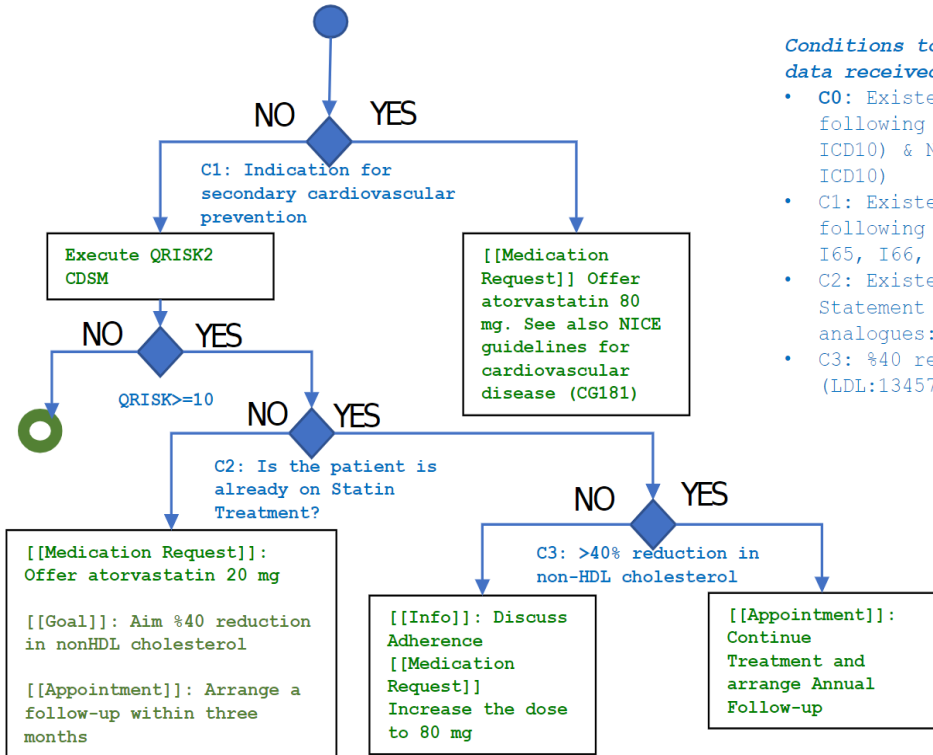 NO
YES
C1: Indication for
secondary cardiovascular
prevention
Execute QRISK2
CDSM
[[Medication
Request]] Offer
atorvastatin 80
mg. See also NICE
guidelines for
cardiovascular
disease (CG181)
NO
YES
QRISK>=10
NO
YES
C2: Is the patient is
already on Statin
Treatment?
NO
YES
C3: >40% reduction in
non-HDL cholesterol
[[Medication Request]]:
Offer atorvastatin 20 mg
[[Goal]]: Aim %40 reduction
in nonHDL cholesterol
[[Appointment]]: Arrange a
follow-up within three
months
[[Info]]: Discuss
Adherence
[[Medication
Request]]
Increase the dose
to 80 mg
[[Appointment]]:
Continue
Treatment and
arrange Annual
Follow-up
Conditions
data received
• C0:
following
ICD10) &
ICD10)
• C1:
following
I65, I66,
• C2:
Statement
analogues:
• C3: %40
(LDL:13457